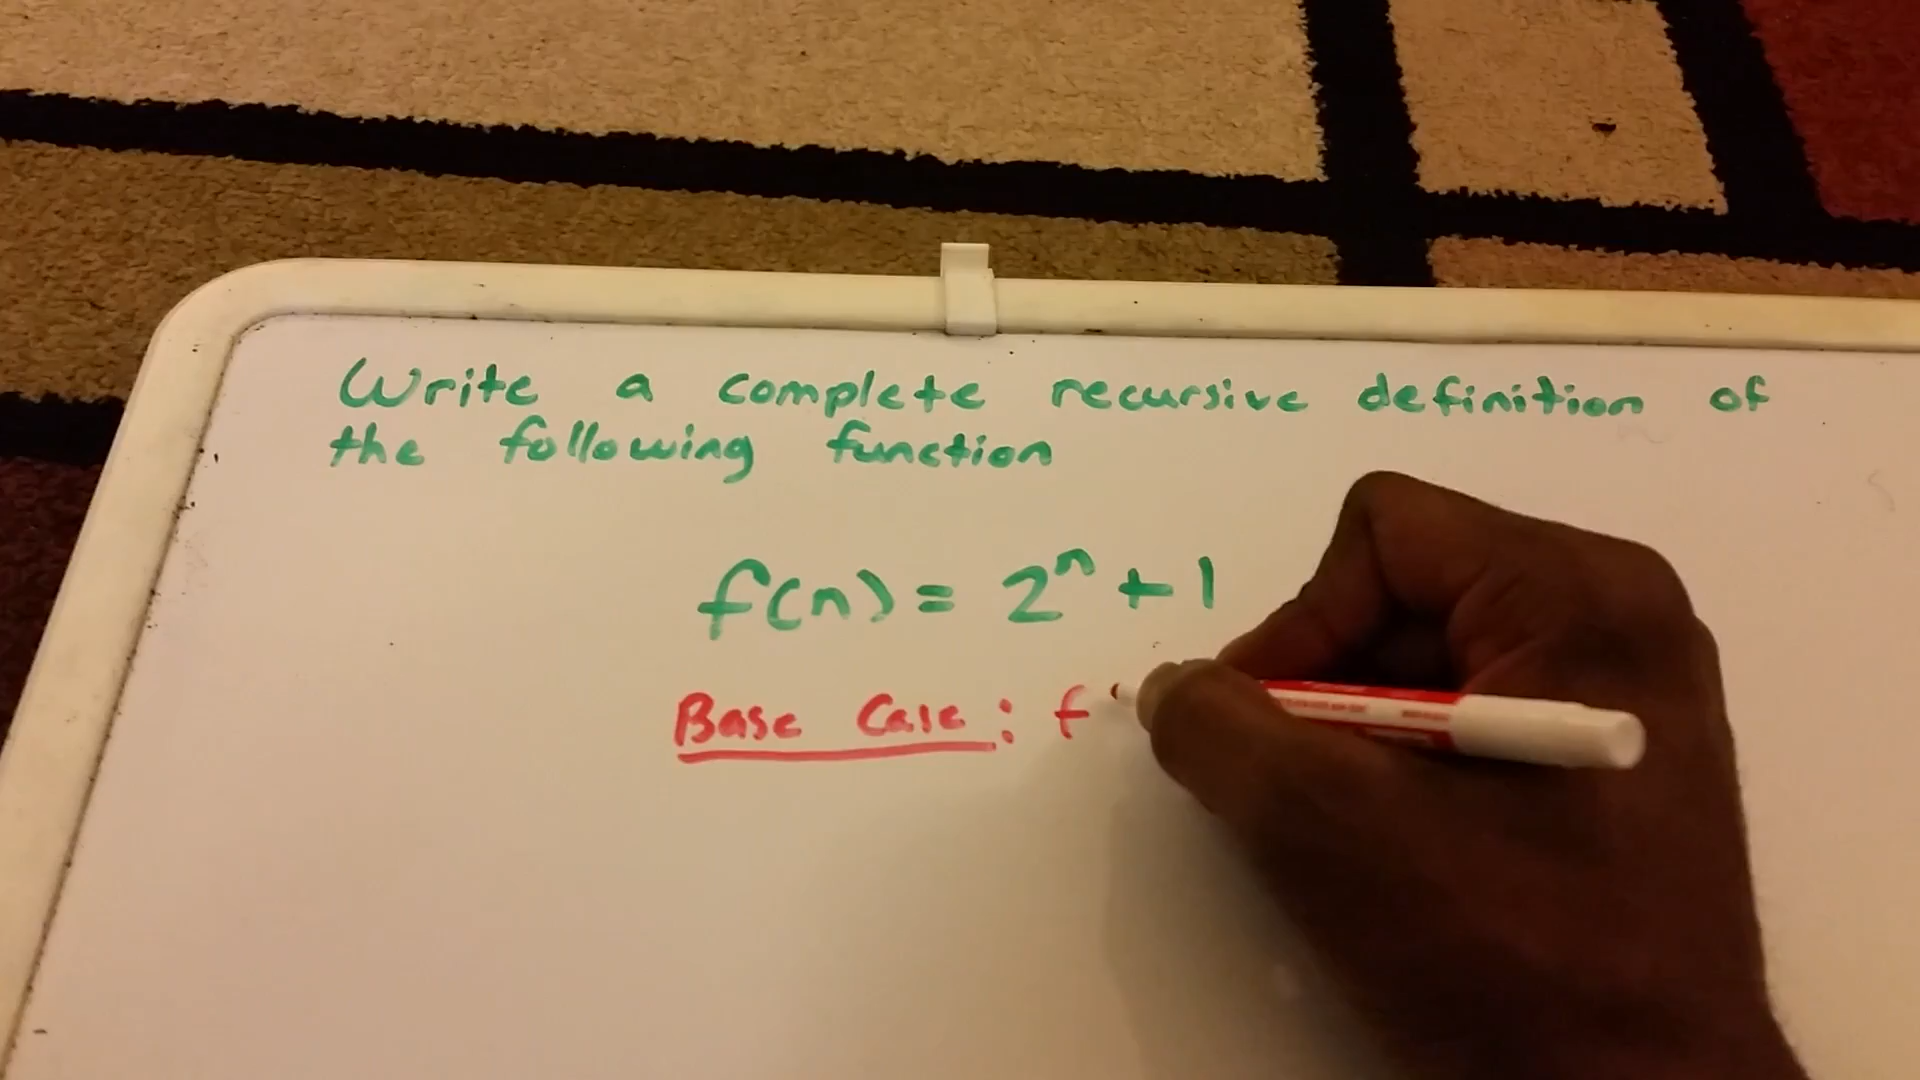 Write a complete recursive definition of
the following function
f(n) = 2ⁿ + 1
Base Case: f